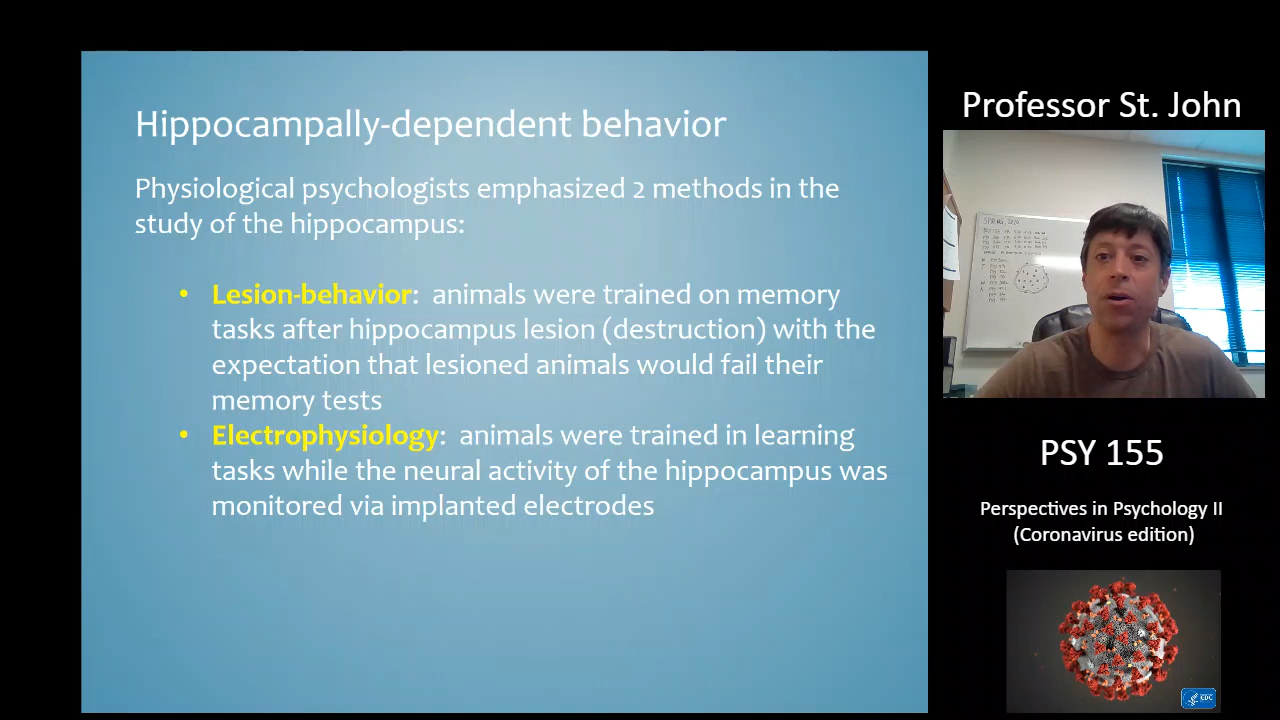 Hippocampally-dependent behavior
Physiological psychologists emphasized 2 methods in the
study of the hippocampus:
• Lesion-behavior: animals were trained on memory
tasks after hippocampus lesion (destruction) with the
expectation that lesioned animals would fail their
memory tests
• Electrophysiology: animals were trained in learning
tasks while the neural activity of the hippocampus was
monitored via implanted electrodes
Professor St. John
PSY 155
Perspectives in Psychology II
(Coronavirus edition)
CDC